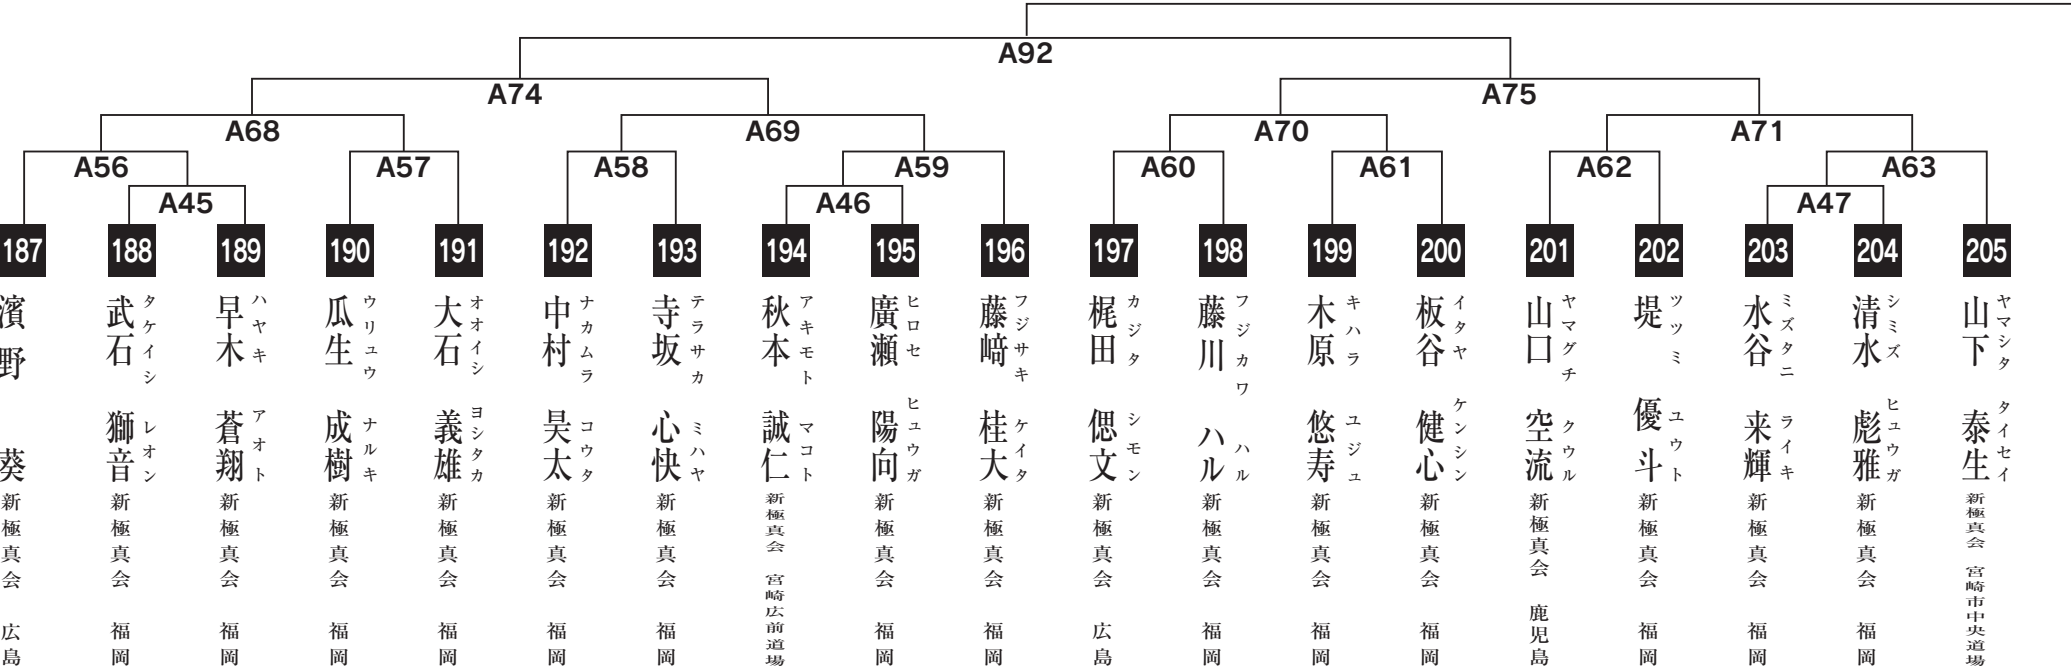 A92
A74
A75
A68
A69
A70
A71
A56
A57
A58
A59
A60
A61
A62
A63
A45
A46
A47
187
濱野 葵
新極真会 広島
188
武石 獅音
タケイシ レオン
新極真会 福岡
189
早木 蒼翔
ハヤキ アオト
新極真会 福岡
190
瓜生 成樹
ウリュウ ナルキ
新極真会 福岡
191
大石 義雄
オオイシ ヨシタカ
新極真会 福岡
192
中村 昊太
ナカムラ コウタ
新極真会 福岡
193
寺坂 心快
テラサカ ミハヤ
新極真会 福岡
194
秋本 誠仁
アキモト マコト
新極真会 宮崎広前道場
195
廣瀬 陽向
ヒロセ ヒュウガ
新極真会 福岡
196
藤﨑 桂大
フジサキ ケイタ
新極真会 福岡
197
梶田 偲文
カジタ シモン
新極真会 広島
198
藤川 ハル
フジカワ ハル
新極真会 福岡
199
木原 悠寿
キハラ ユジュ
新極真会 福岡
200
板谷 健心
イタヤ ケンシン
新極真会 福岡
201
山口 空流
ヤマグチ クウル
新極真会 鹿児島
202
堤 優斗
ツツミ ユウト
新極真会 福岡
203
水谷 来輝
ミズタニ ライキ
新極真会 福岡
204
清水 彪雅
シミズ ヒュウガ
新極真会 福岡
205
山下 泰生
ヤマシタ タイセイ
新極真会 宮崎市中央道場